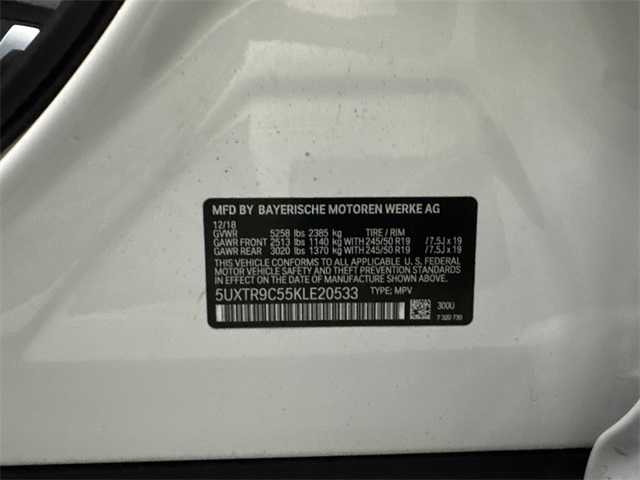 MFD BY BAYERISCHE MOTOREN WERKE AG
12/18
GVWR 5258 lbs 2385 kg TIRE / RIM
GAWR FRONT 2513 lbs 1140 kg WITH 245/50 R19 /7.5J x 19
GAWR REAR 3020 lbs 1370 kg WITH 245/50 R19 /7.5J x 19
THIS VEHICLE CONFORMS TO ALL APPLICABLE U. S. FEDERAL
MOTOR VEHICLE SAFETY, BUMPER, AND THEFT PREVENTION
STANDARDS IN EFFECT ON THE DATE OF MANUFACTURE SHOWN ABOVE.
5UXTR9C55KLE20533 TYPE: MPV
300U
7 320 730